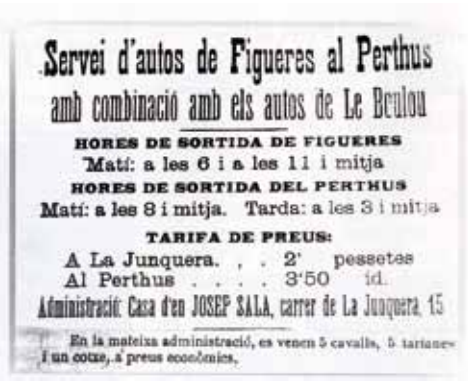 Servei d'autos de Figueres al Perthus
amb combinació amb els autos de Le Boulou
HORES DE SORTIDA DE FIGUERES
Matí: a les 6 i a les 11 i mitja
HORES DE SORTIDA DEL PERTHUS
Matí: a les 8 i mitja. Tarda: a les 3 i mitja
TARIFA DE PREUS:
A La Junquera. . . 2' pessetes
Al Perthus . . . . 3'50 id.
Administració: Casa d'en JOSEP SALA, carrer de La Junquera, 15
En la mateixa administració, es venen 5 cavalls, 5 tartanes
i un cotxe, a preus econòmics.